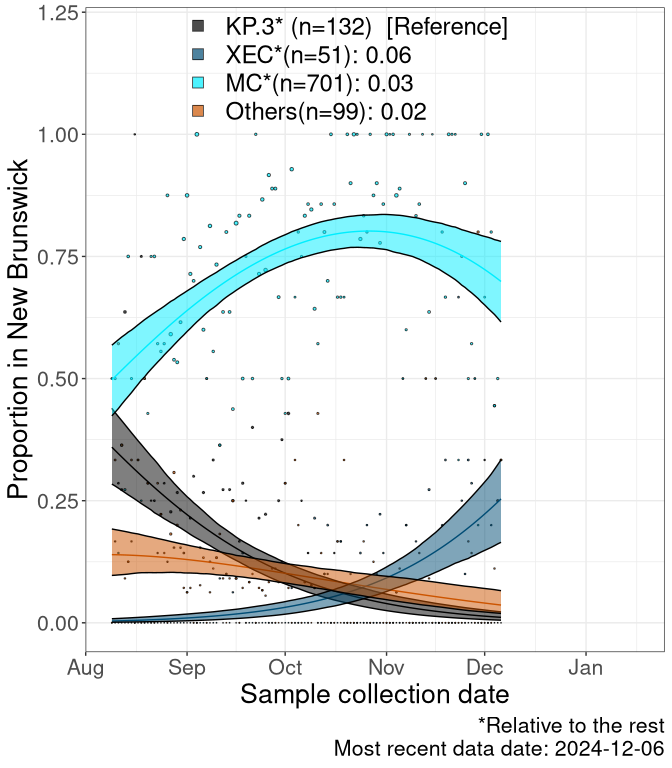 KP.3* (n=132)  [Reference]
XEC*(n=51): 0.06
MC*(n=701): 0.03
Others(n=99): 0.02
Proportion in New Brunswick
1.25
1.00
0.75
0.50
0.25
0.00
Aug Sep Oct Nov Dec Jan
Sample collection date
*Relative to the rest
Most recent data date: 2024-12-06